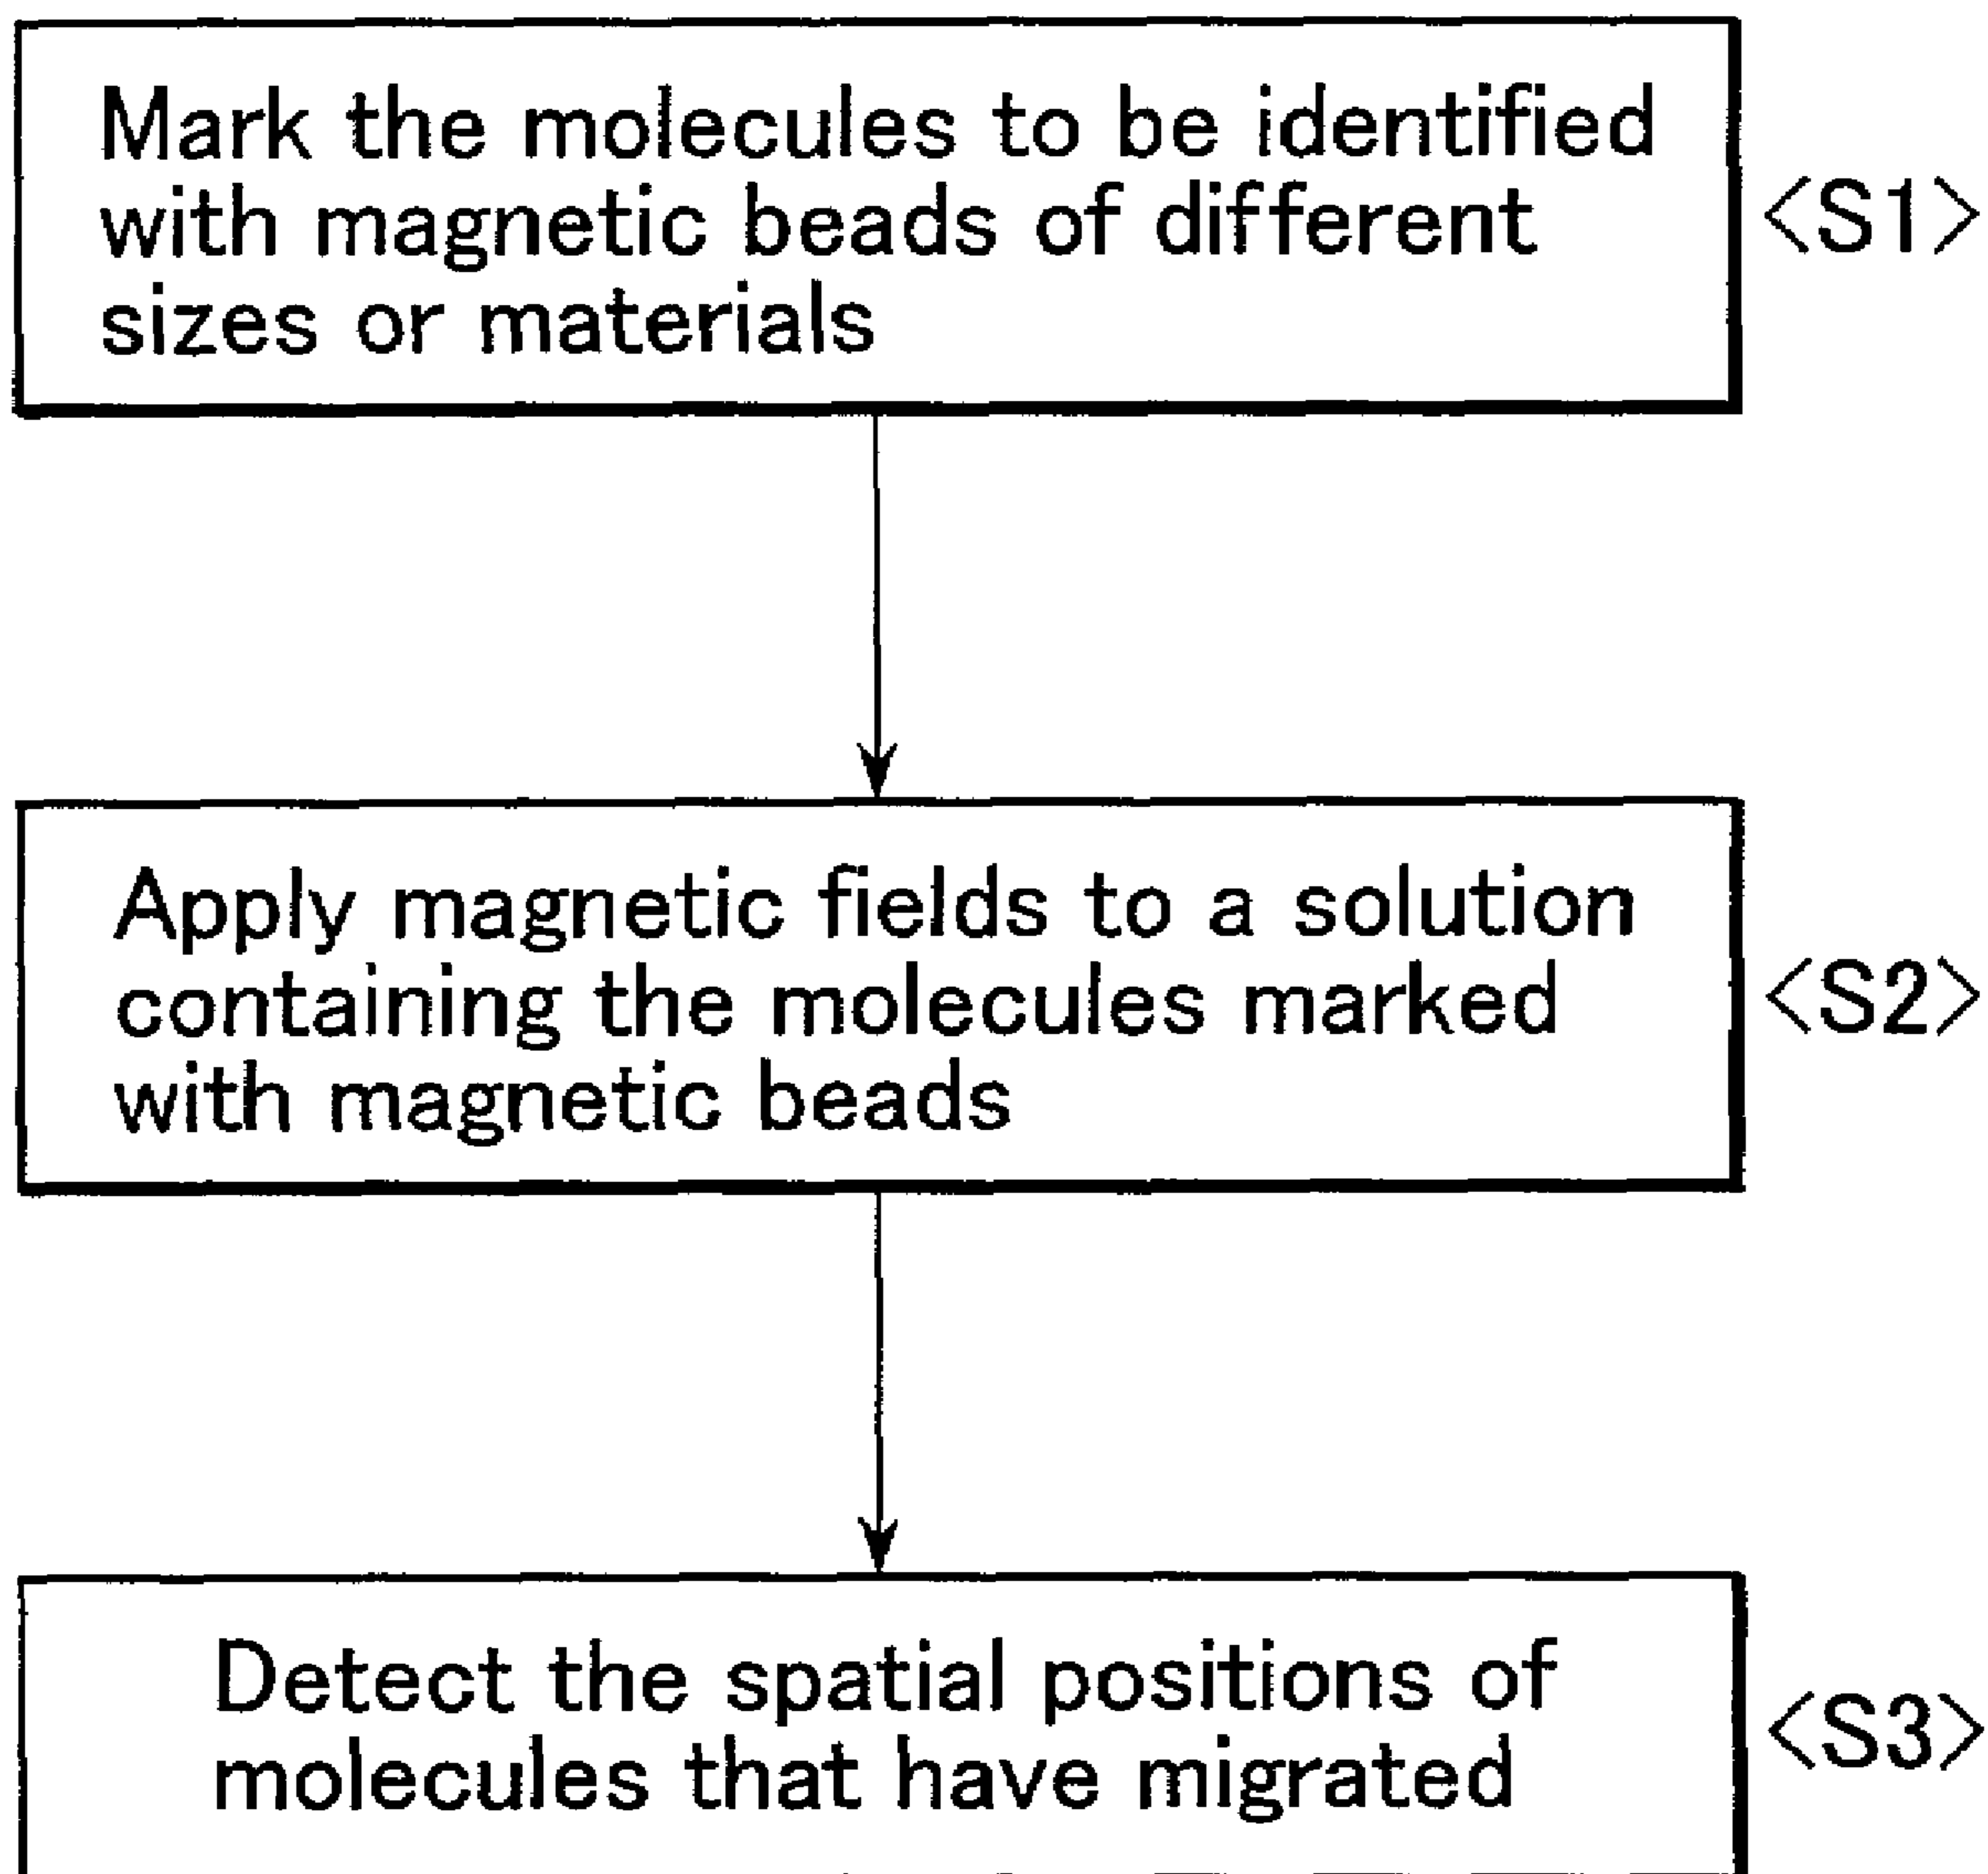 Mark the molecules to be identified
with magnetic beads of different
sizes or materials
<S1>
Apply magnetic fields to a solution
containing the molecules marked
with magnetic beads
<S2>
Detect the spatial positions of
molecules that have migrated
<S3>